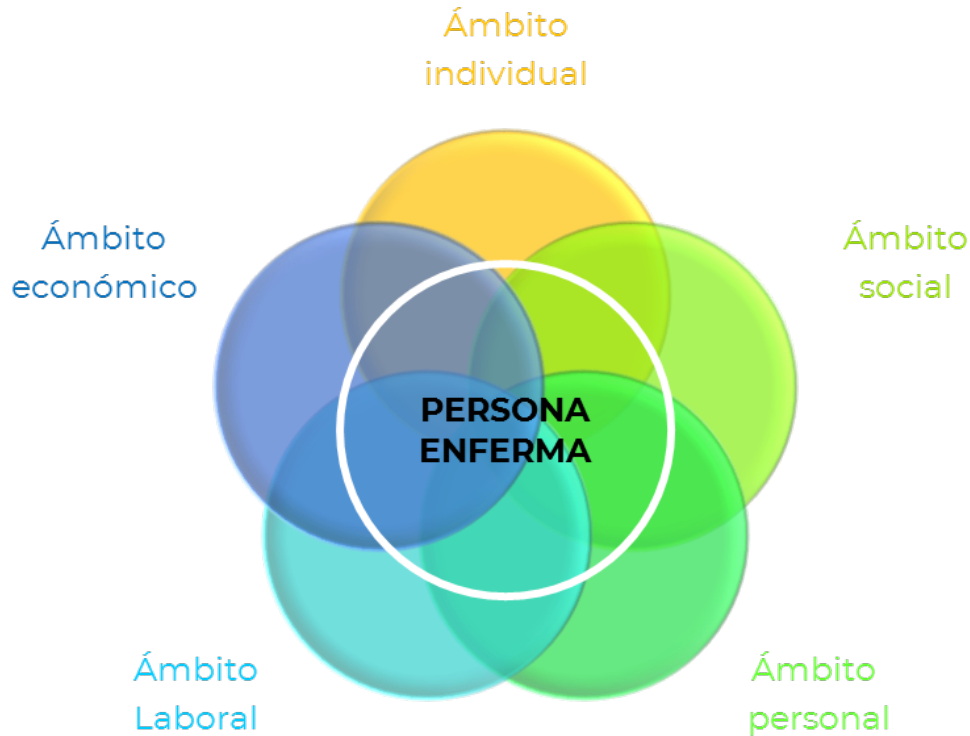 Ámbito
individual
Ámbito
económico
Ámbito
social
PERSONA
ENFERMA
Ámbito
Laboral
Ámbito
personal